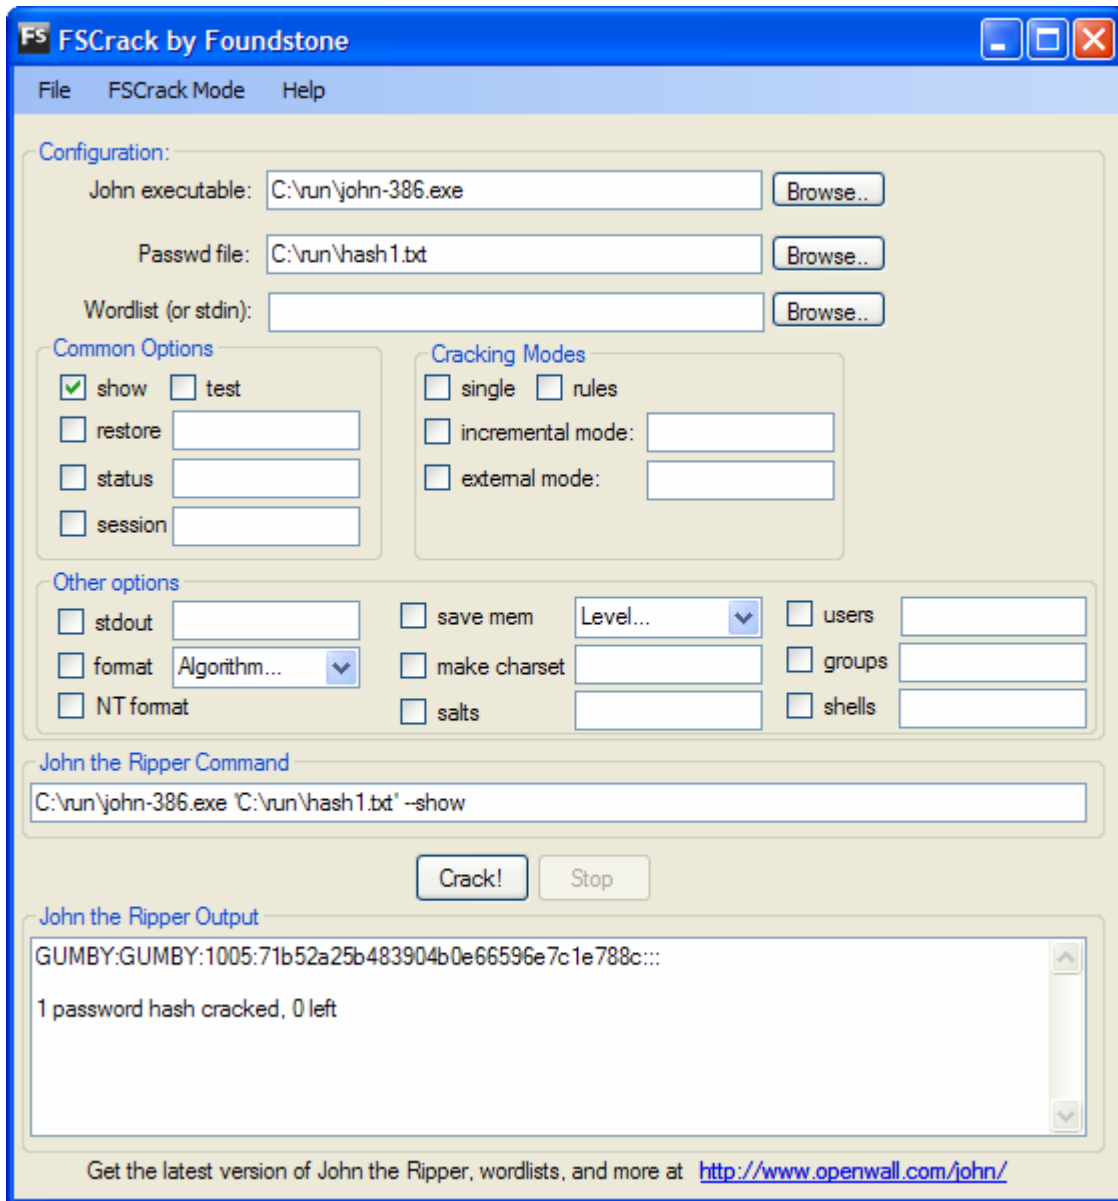 FS FSCrack by Foundstone
File FSCrack Mode Help
Configuration:
John executable: C:\run\john-386.exe Browse..
Passwd file: C:\run\hash1.txt Browse..
Wordlist (or stdin): Browse..
Common Options
show test
restore
status
session
Cracking Modes
single rules
incremental mode:
external mode:
Other options
stdout save mem Level... users
format Algorithm... make charset groups
NT format salts shells
John the Ripper Command
C:\run\john-386.exe "C:\run\hash1.txt" --show
Crack! Stop
John the Ripper Output
GUMBY:GUMBY:1005:71b52a25b483904b0e66596e7c1e788c:::
1 password hash cracked, 0 left
Get the latest version of John the Ripper, wordlists, and more at http://www.openwall.com/john/